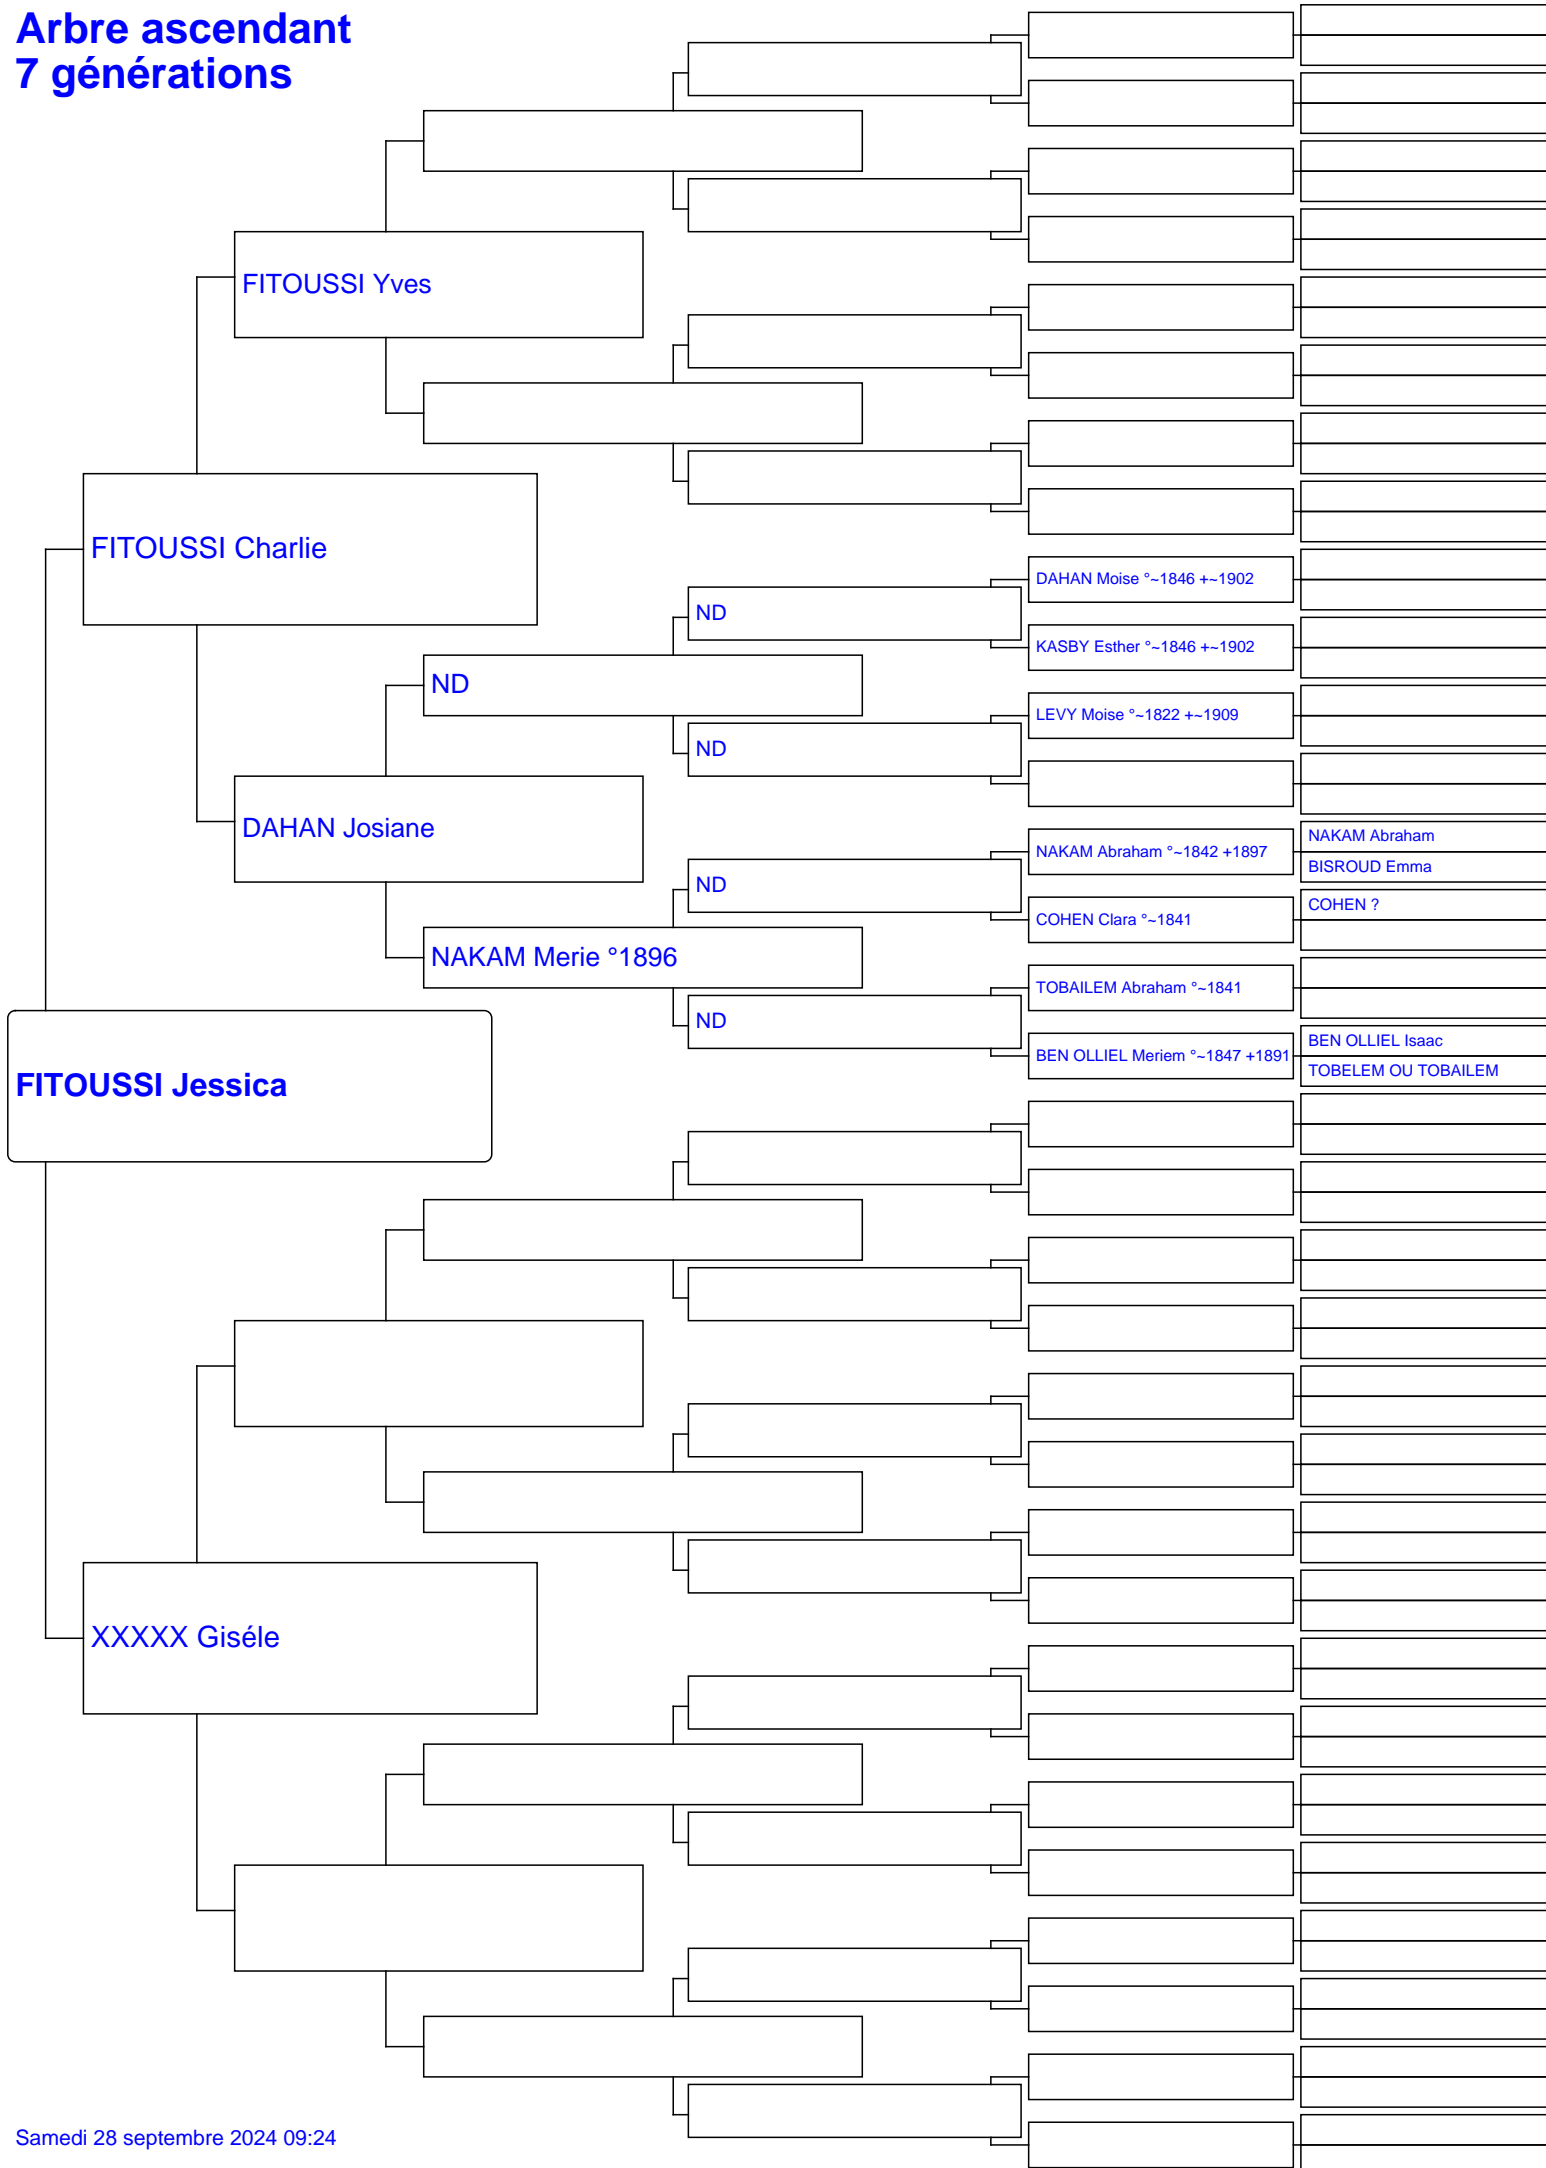 Arbre ascendant
7 générations
FITOUSSI Yves
FITOUSSI Charlie
DAHAN Moise °~1846 +~1902
ND
KASBY Esther °~1846 +~1902
ND
LEVY Moise °~1822 +~1909
ND
DAHAN Josiane
NAKAM Abraham °~1842 +1897
NAKAM Abraham
BISROUD Emma
ND
COHEN Clara °~1841
COHEN ?
NAKAM Merie °1896
TOBAILEM Abraham °~1841
ND
BEN OLLIEL Meriem °~1847 +1891
BEN OLLIEL Isaac
TOBELEM OU TOBAILEM
FITOUSSI Jessica
XXXXX Giséle
Samedi 28 septembre 2024 09:24